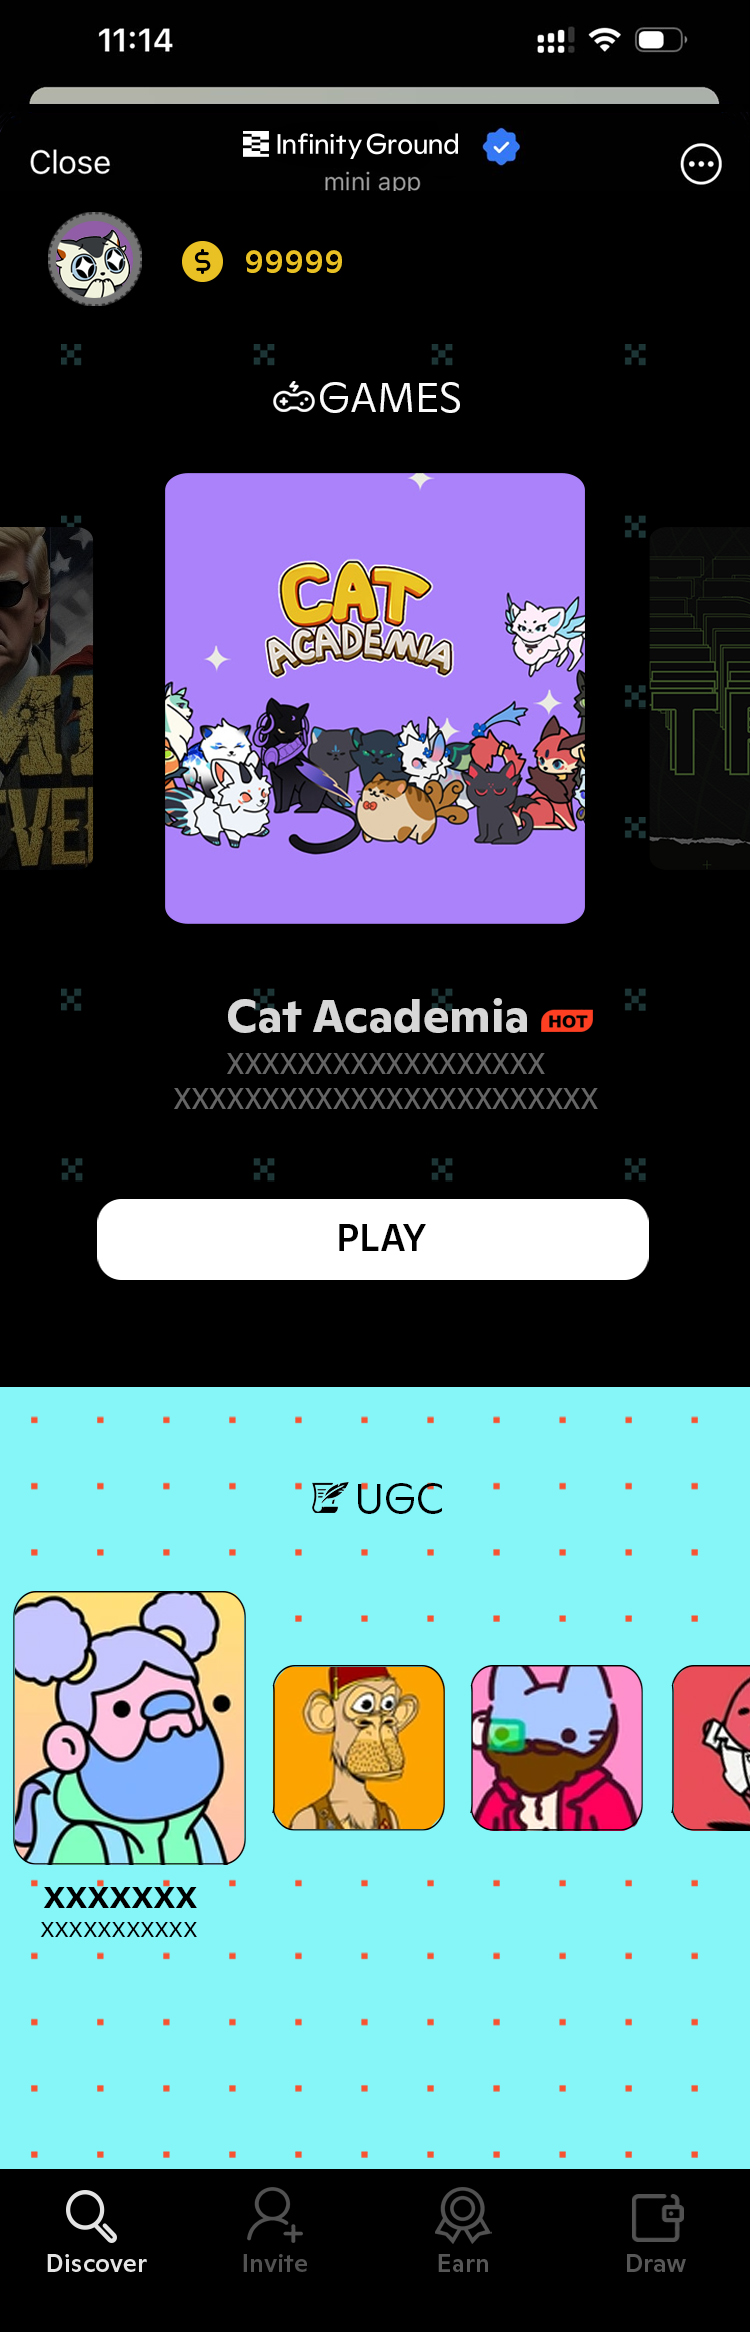 11:14
Close
Infinity Ground
mini app
$ 99999
GAMES
CAT
ACADEMIA
VE
Cat Academia HOT
XXXXXXXXXXXXXXXXXX
XXXXXXXXXXXXXXXXXXXXXXXX
PLAY
UGC
XXXXXXX
XXXXXXXXXXX
Discover
Invite
Earn
Draw